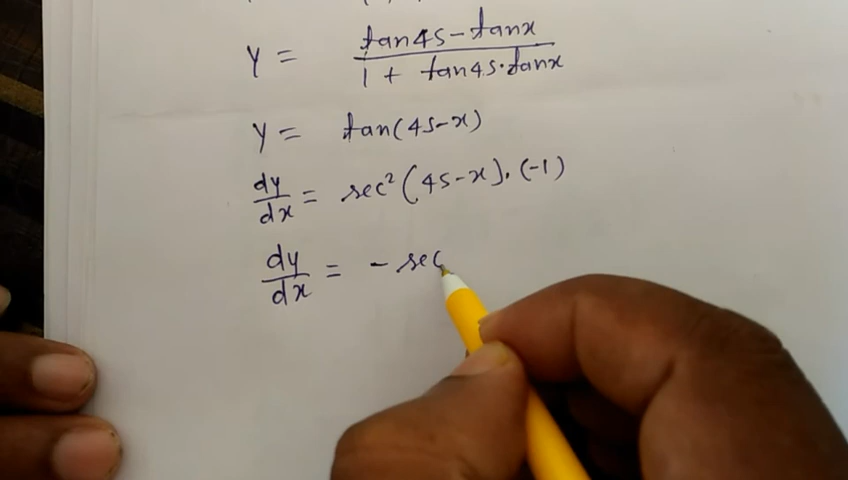 y = tan45-tanx / 1 + tan45.tanx
y = tan(45-x)
dy/dx = sec²(45-x).(-1)
dy/dx = - sec